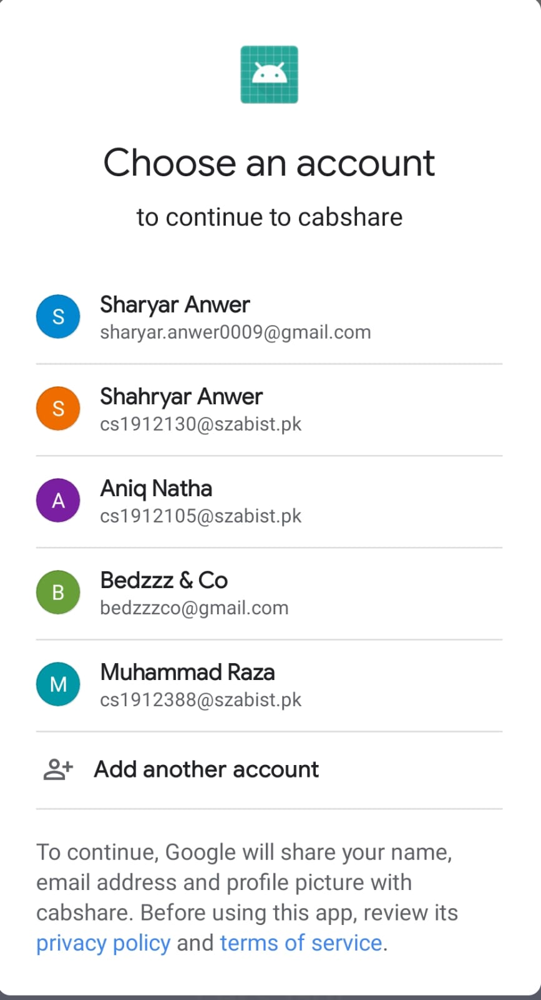 Choose an account
to continue to cabshare
S
Sharyar Anwer
sharyar.anwer0009@gmail.com
S
Shahryar Anwer
cs1912130@szabist.pk
A
Aniq Natha
cs1912105@szabist.pk
B
Bedzzz & Co
bedzzzco@gmail.com
M
Muhammad Raza
cs1912388@szabist.pk
Add another account
To continue, Google will share your name,
email address and profile picture with
cabshare. Before using this app, review its
privacy policy and terms of service.